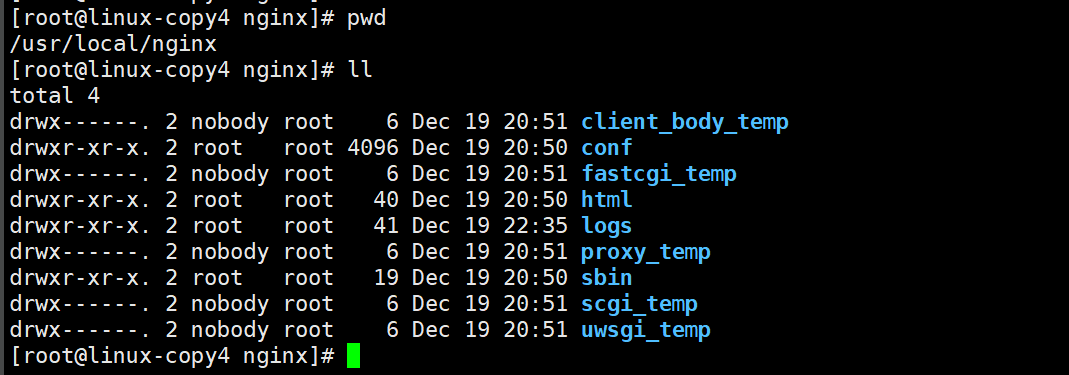 [root@linux-copy4 nginx]# pwd
/usr/local/nginx
[root@linux-copy4 nginx]# ll
total 4
drwx------. 2 nobody root    6 Dec 19 20:51 client_body_temp
drwxr-xr-x. 2 root   root 4096 Dec 19 20:50 conf
drwx------. 2 nobody root    6 Dec 19 20:51 fastcgi_temp
drwxr-xr-x. 2 root   root   40 Dec 19 20:50 html
drwxr-xr-x. 2 root   root   41 Dec 19 22:35 logs
drwx------. 2 nobody root    6 Dec 19 20:51 proxy_temp
drwxr-xr-x. 2 root   root   19 Dec 19 20:50 sbin
drwx------. 2 nobody root    6 Dec 19 20:51 scgi_temp
drwx------. 2 nobody root    6 Dec 19 20:51 uwsgi_temp
[root@linux-copy4 nginx]#